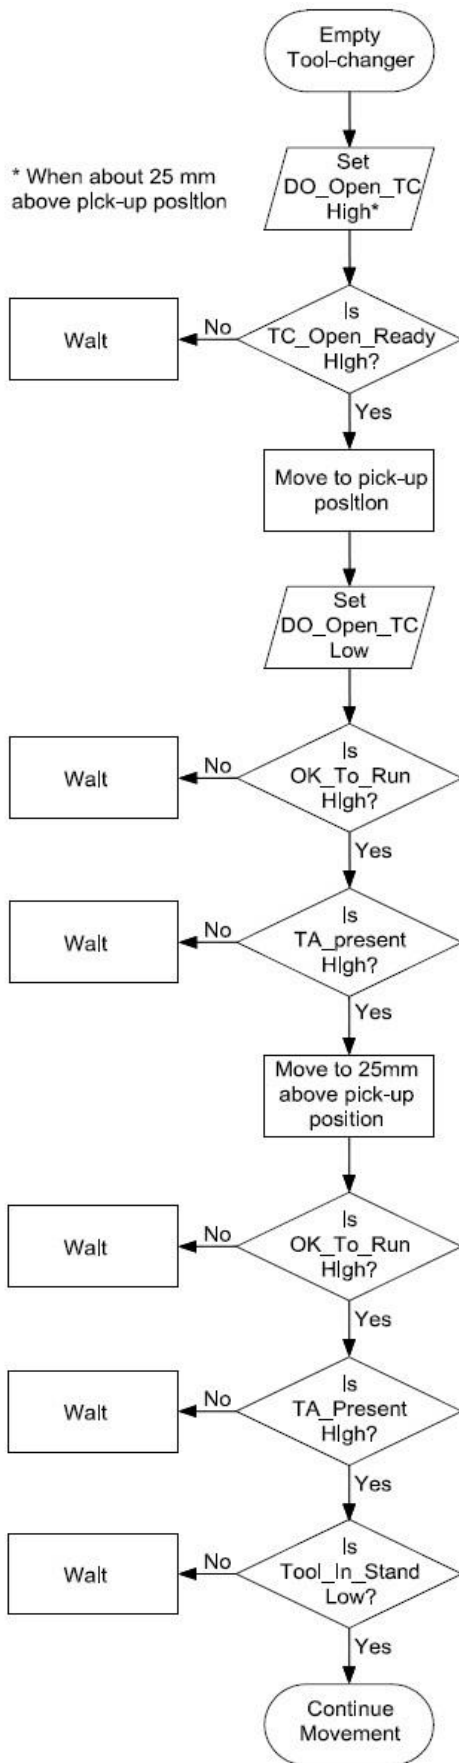 Empty
Tool-changer
* When about 25 mm
above pick-up position
Set
DO_Open_TC
High*
Is
TC_Open_Ready
High?
No
Wait
Yes
Move to pick-up
position
Set
DO_Open_TC
Low
Is
OK_To_Run
High?
No
Wait
Yes
Is
TA_present
High?
No
Wait
Yes
Move to 25mm
above pick-up
position
Is
OK_To_Run
High?
No
Wait
Yes
Is
TA_Present
High?
No
Wait
Yes
Is
Tool_In_Stand
Low?
No
Wait
Yes
Continue
Movement